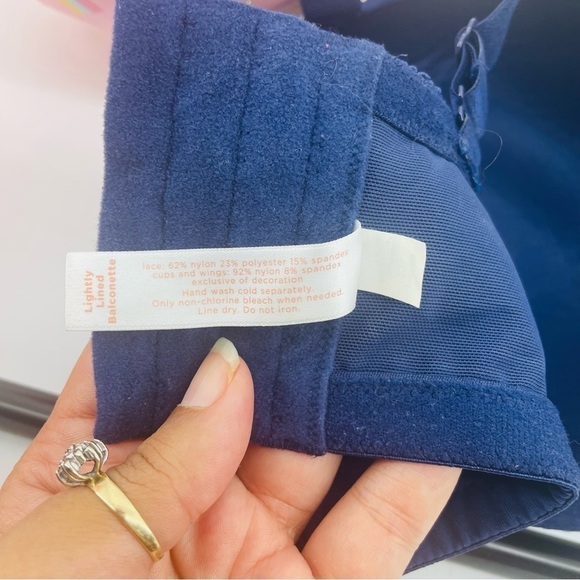 Lightly
Lined
Balconette
lace: 62% nylon 23% polyester 15% spandex
cups and wings: 92% nylon 8% spandex
exclusive of decoration
Hand wash cold separately.
Only non-chlorine bleach when needed.
Line dry. Do not iron.